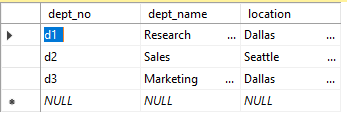 dept_no dept_name location
d1 Research ... Dallas ...
d2 Sales ... Seattle ...
d3 Marketing ... Dallas ...
NULL NULL NULL